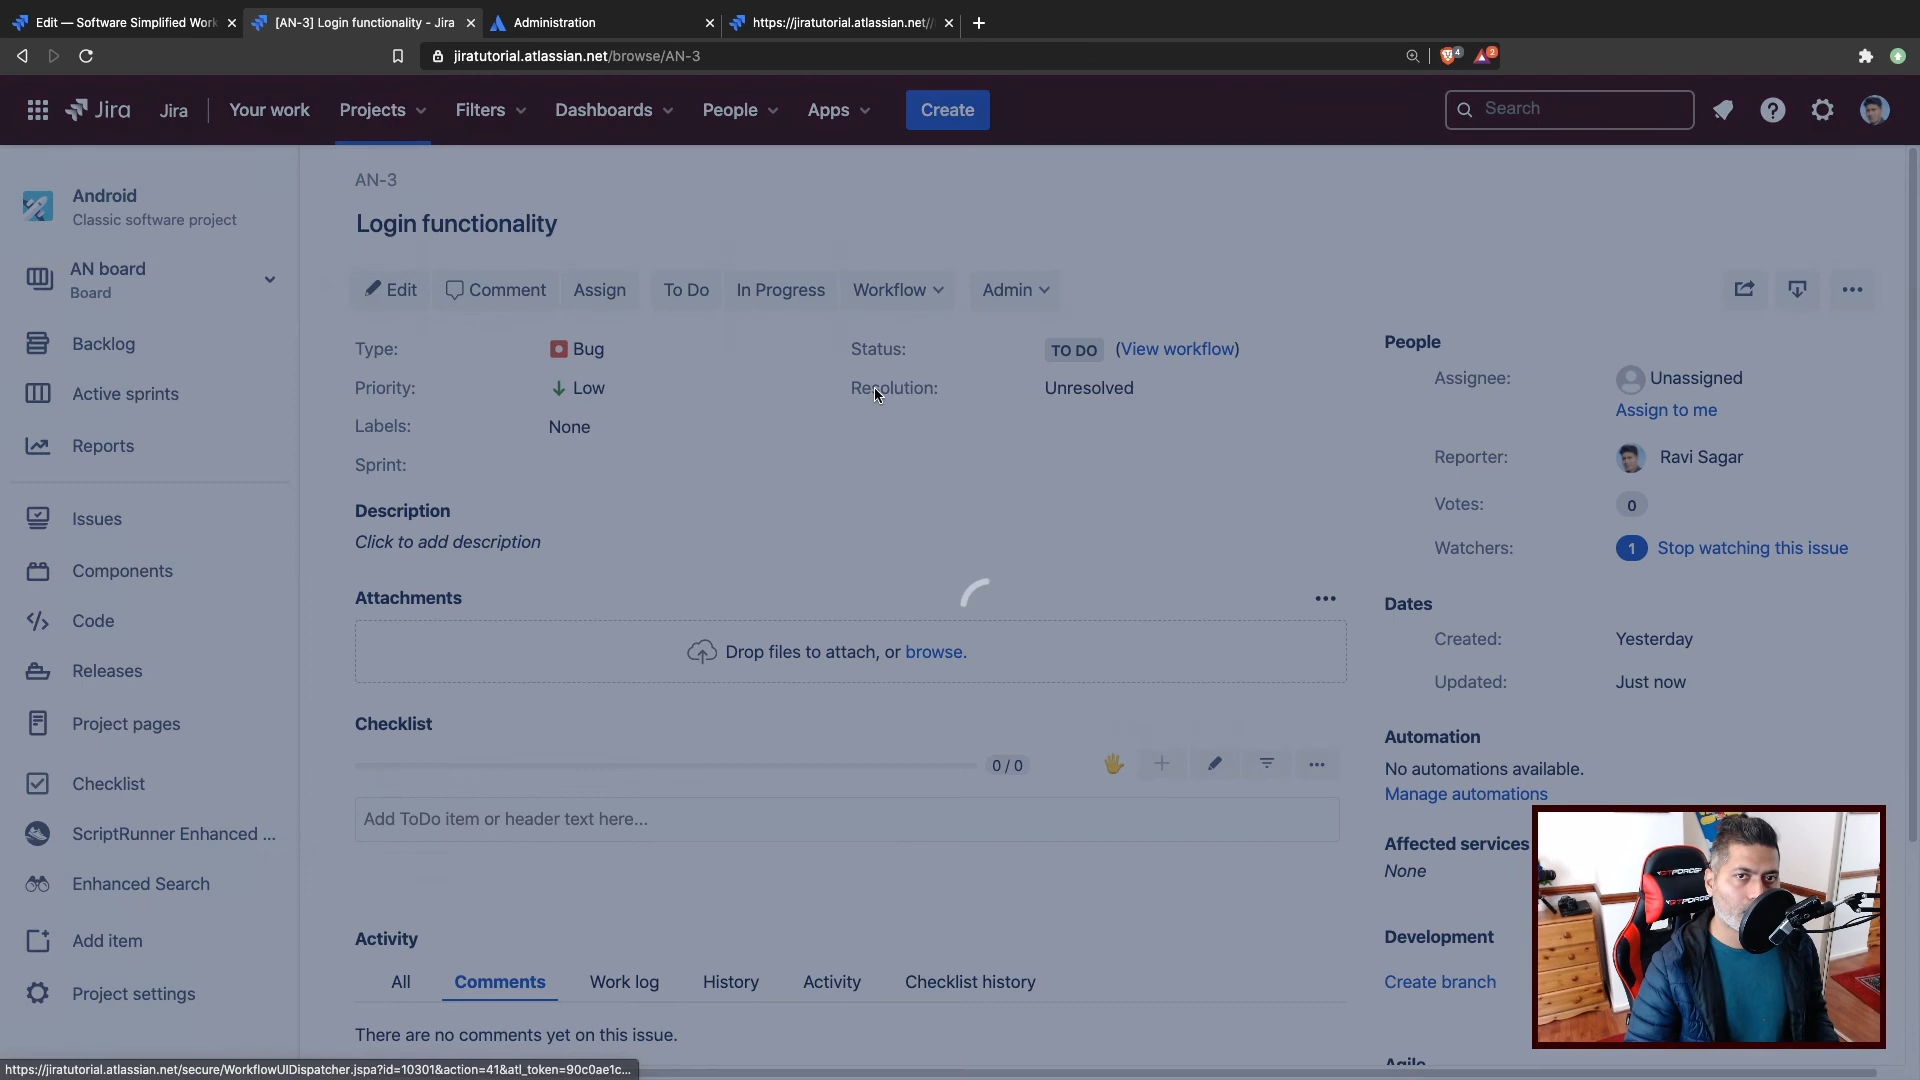 Edit — Software Simplified Work
[AN-3] Login functionality - Jira
Administration
https://jiratutorial.atlassian.net//
jiratutorial.atlassian.net/browse/AN-3
4
2
Jira
Jira
Your work
Projects
Filters
Dashboards
People
Apps
Create
Search
Android
Classic software project
AN board
Board
Backlog
Active sprints
Reports
Issues
Components
Code
Releases
Project pages
Checklist
ScriptRunner Enhanced ...
Enhanced Search
Add item
Project settings
AN-3
Login functionality
Edit
Comment
Assign
To Do
In Progress
Workflow
Admin
Type:
Bug
Status:
TO DO
(View workflow)
Priority:
Low
Resolution:
Unresolved
Labels:
None
Sprint:
Description
Click to add description
Attachments
Drop files to attach, or browse.
Checklist
0 / 0
Add ToDo item or header text here...
Activity
All
Comments
Work log
History
Activity
Checklist history
There are no comments yet on this issue.
People
Assignee:
Unassigned
Assign to me
Reporter:
Ravi Sagar
Votes:
0
Watchers:
1
Stop watching this issue
Dates
Created:
Yesterday
Updated:
Just now
Automation
No automations available.
Manage automations
Affected services
None
Development
Create branch
Agile
https://jiratutorial.atlassian.net/secure/WorkflowUIDispatcher.jspa?id=10301&action=41&atl_token=90c0ae1c...